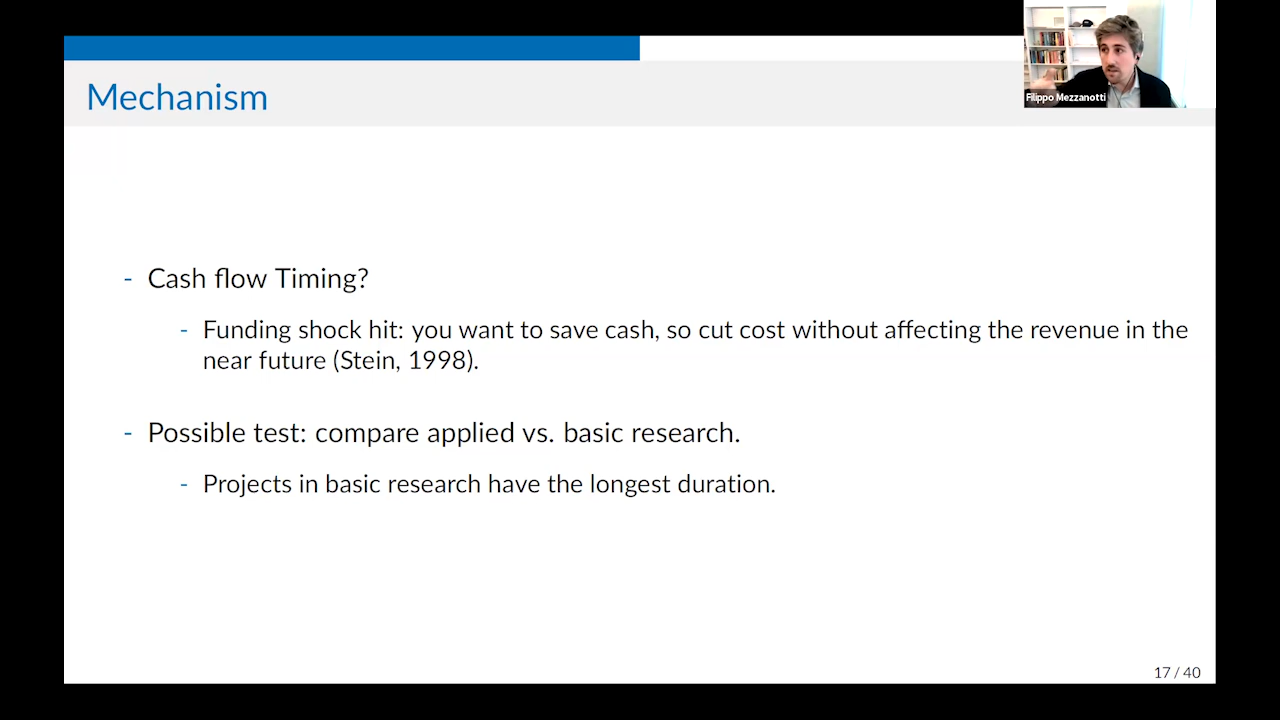 Mechanism
Filippo Mezzanotti
- Cash flow Timing?
- Funding shock hit: you want to save cash, so cut cost without affecting the revenue in the
near future (Stein, 1998).
- Possible test: compare applied vs. basic research.
- Projects in basic research have the longest duration.
17 / 40